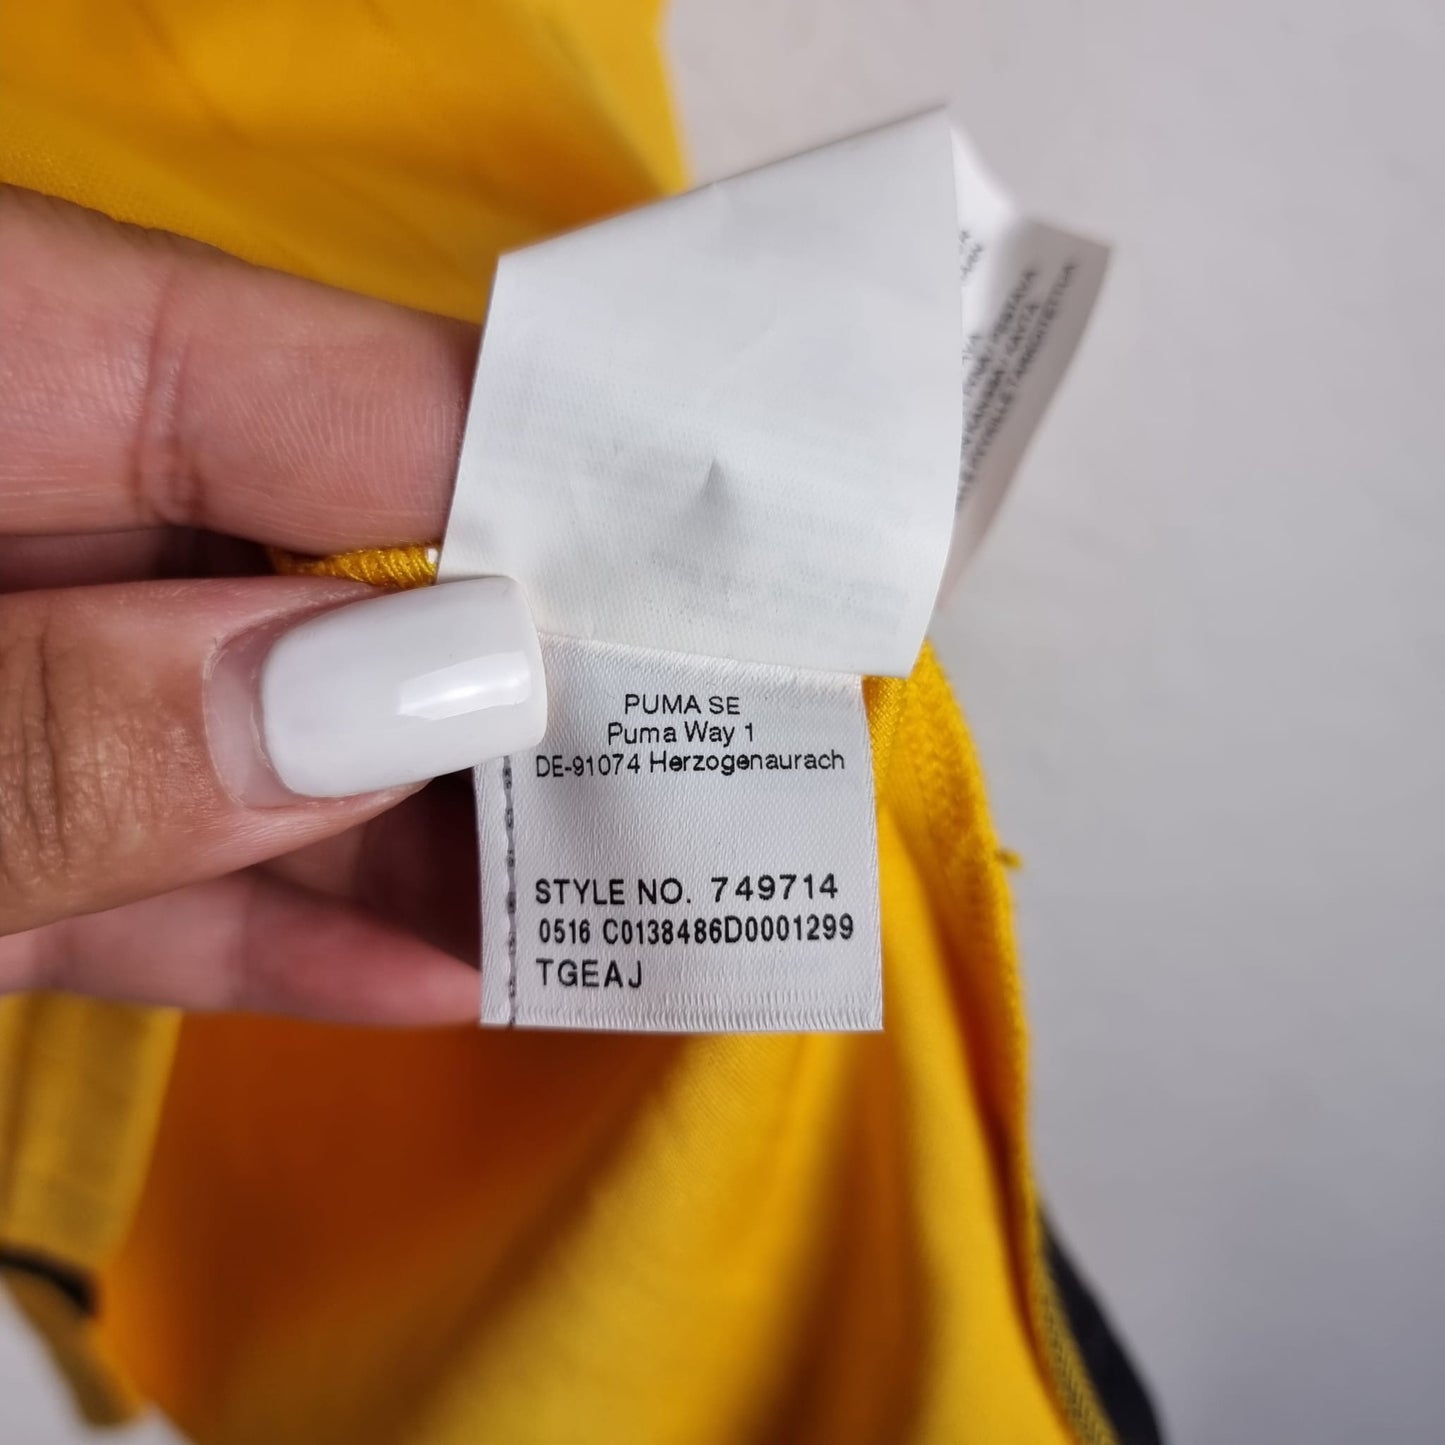 PUMA SE
Puma Way 1
DE-91074 Herzogenaurach
STYLE NO. 749714
0516 C0138486D0001299
TGEAJ